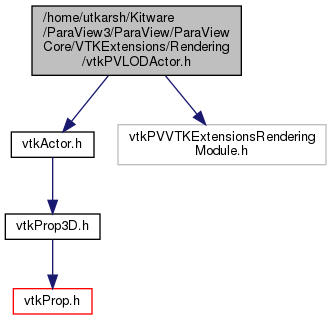 /home/utkarsh/Kitware
/ParaView3/ParaView/ParaView
Core/VTKExtensions/Rendering
/vtkPVLODActor.h
vtkActor.h
vtkPVVTKExtensionsRendering
Module.h
vtkProp3D.h
vtkProp.h